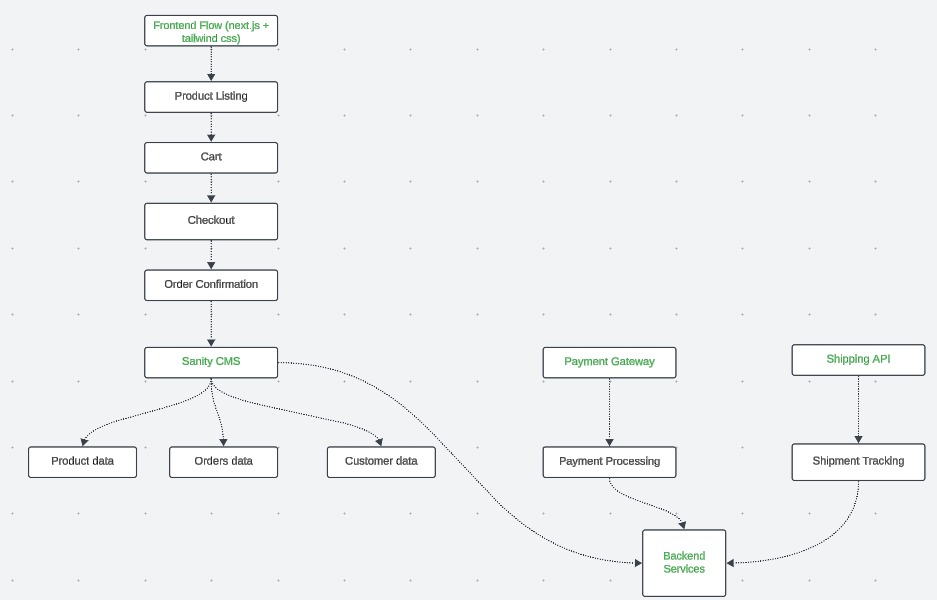 Frontend Flow (next.js +
tailwind css)
Product Listing
Cart
Checkout
Order Confirmation
Sanity CMS
Payment Gateway
Shipping API
Product data
Orders data
Customer data
Payment Processing
Shipment Tracking
Backend
Services